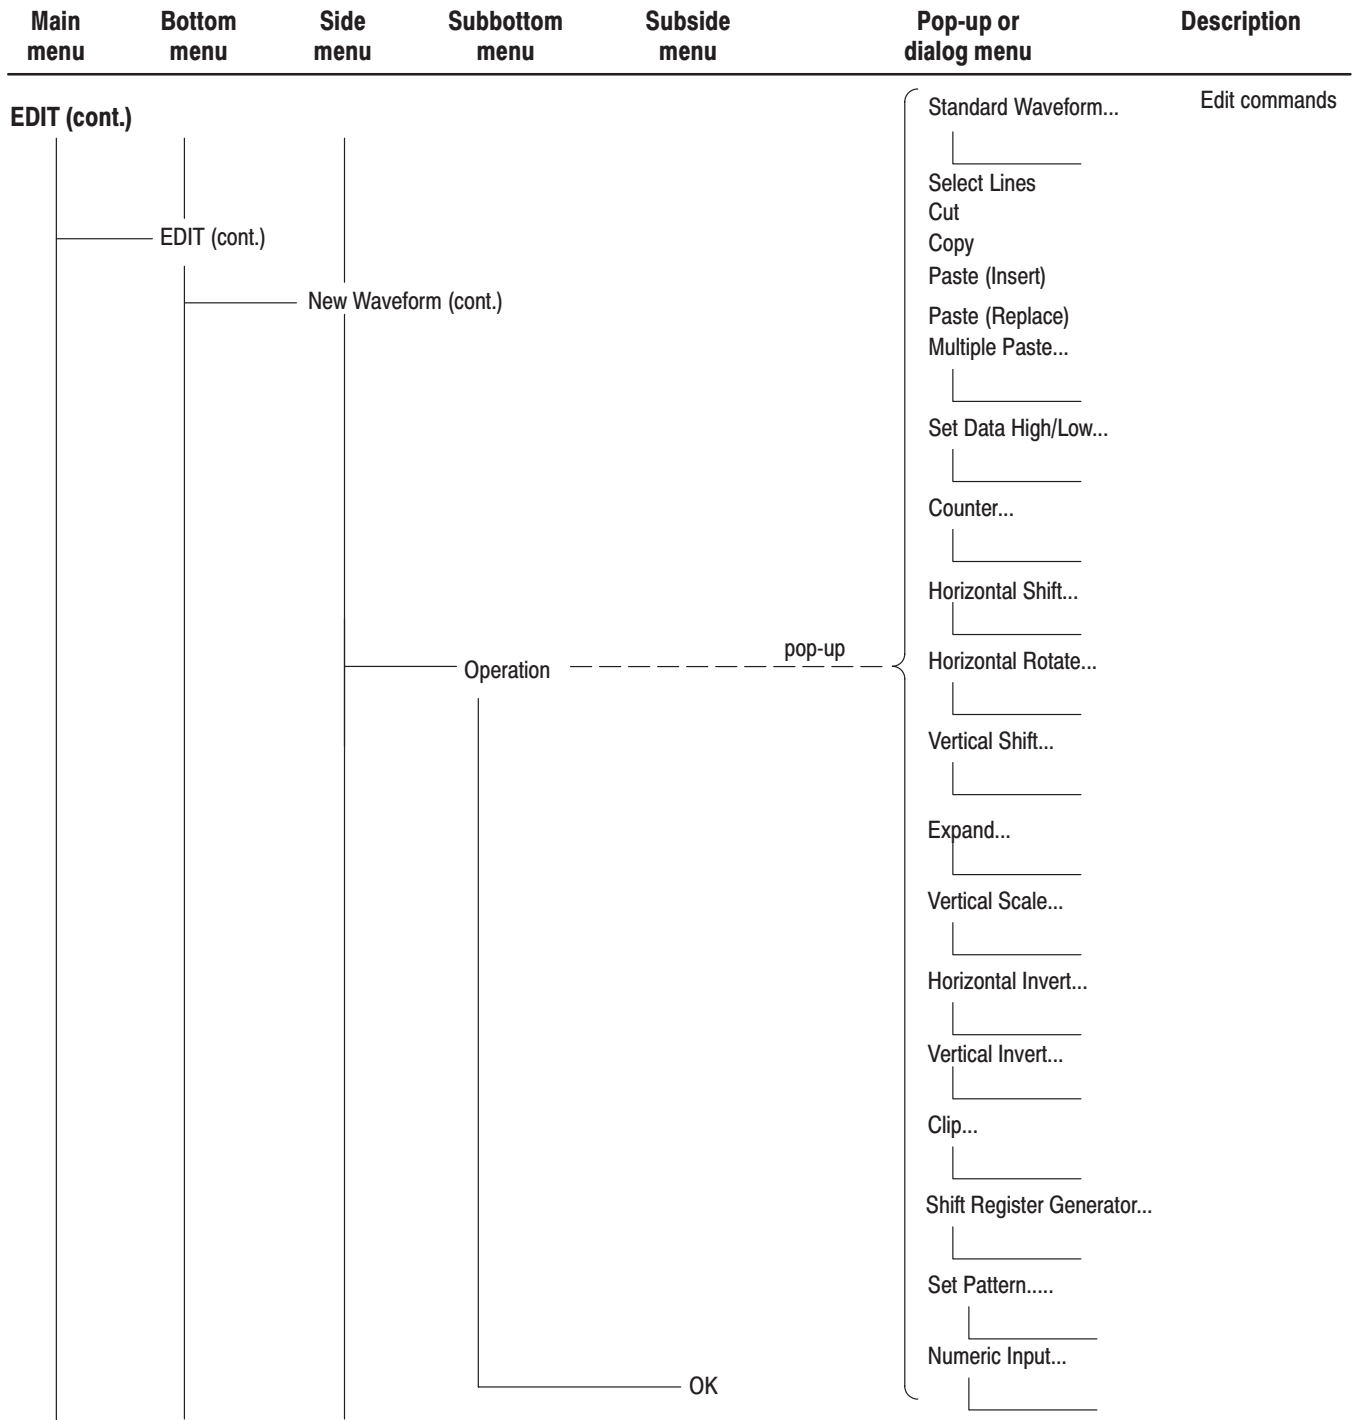 Main menu
Bottom menu
Side menu
Subbottom menu
Subside menu
Pop-up or dialog menu
Description
EDIT (cont.)
Standard Waveform...
Edit commands
Select Lines
Cut
EDIT (cont.)
Copy
Paste (Insert)
New Waveform (cont.)
Paste (Replace)
Multiple Paste...
Set Data High/Low...
Counter...
Horizontal Shift...
pop-up
Operation
Horizontal Rotate...
Vertical Shift...
Expand...
Vertical Scale...
Horizontal Invert...
Vertical Invert...
Clip...
Shift Register Generator...
Set Pattern.....
Numeric Input...
OK